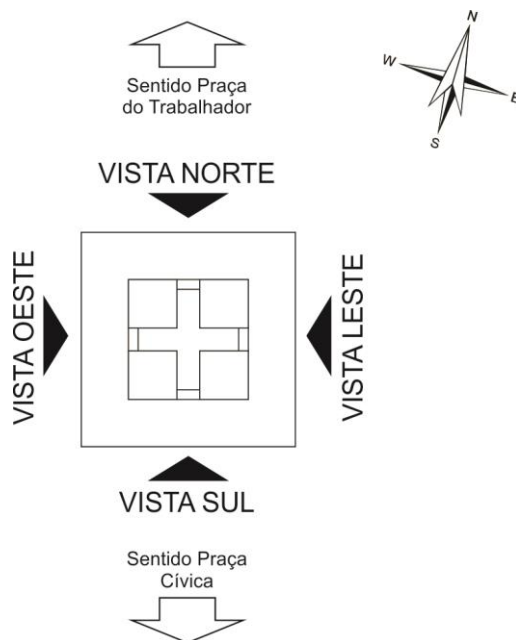 Sentido Praça
do Trabalhador
N
W
E
S
VISTA NORTE
VISTA OESTE
VISTA LESTE
VISTA SUL
Sentido Praça
Cívica